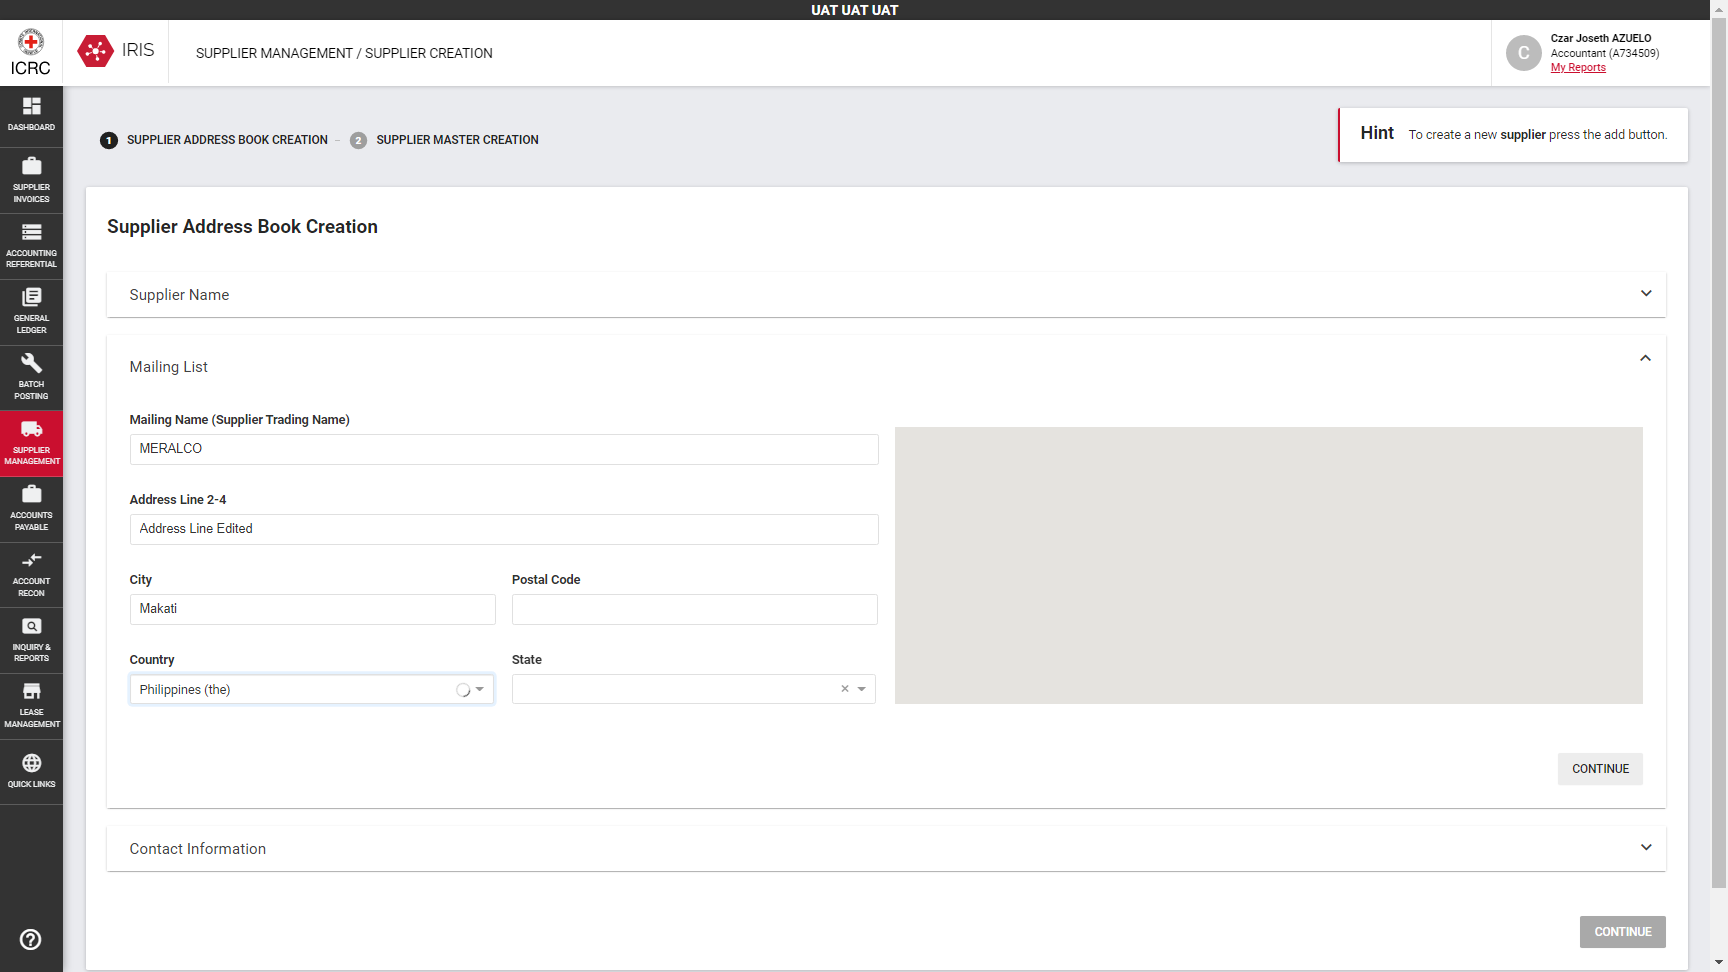 UAT UAT UAT
ICRC
IRIS
SUPPLIER MANAGEMENT / SUPPLIER CREATION
C
Czar Joseth AZUELO
Accountant (A734509)
My Reports
DASHBOARD
SUPPLIER
INVOICES
ACCOUNTING
REFERENTIAL
GENERAL
LEDGER
BATCH
POSTING
SUPPLIER
MANAGEMENT
ACCOUNTS
PAYABLE
ACCOUNT
RECON
INQUIRY &
REPORTS
LEASE
MANAGEMENT
QUICK LINKS
1 SUPPLIER ADDRESS BOOK CREATION – 2 SUPPLIER MASTER CREATION
Hint To create a new supplier press the add button.
Supplier Address Book Creation
Supplier Name
Mailing List
Mailing Name (Supplier Trading Name)
MERALCO
Address Line 2-4
Address Line Edited
City
Makati
Postal Code
Country
Philippines (the)
State
CONTINUE
Contact Information
CONTINUE